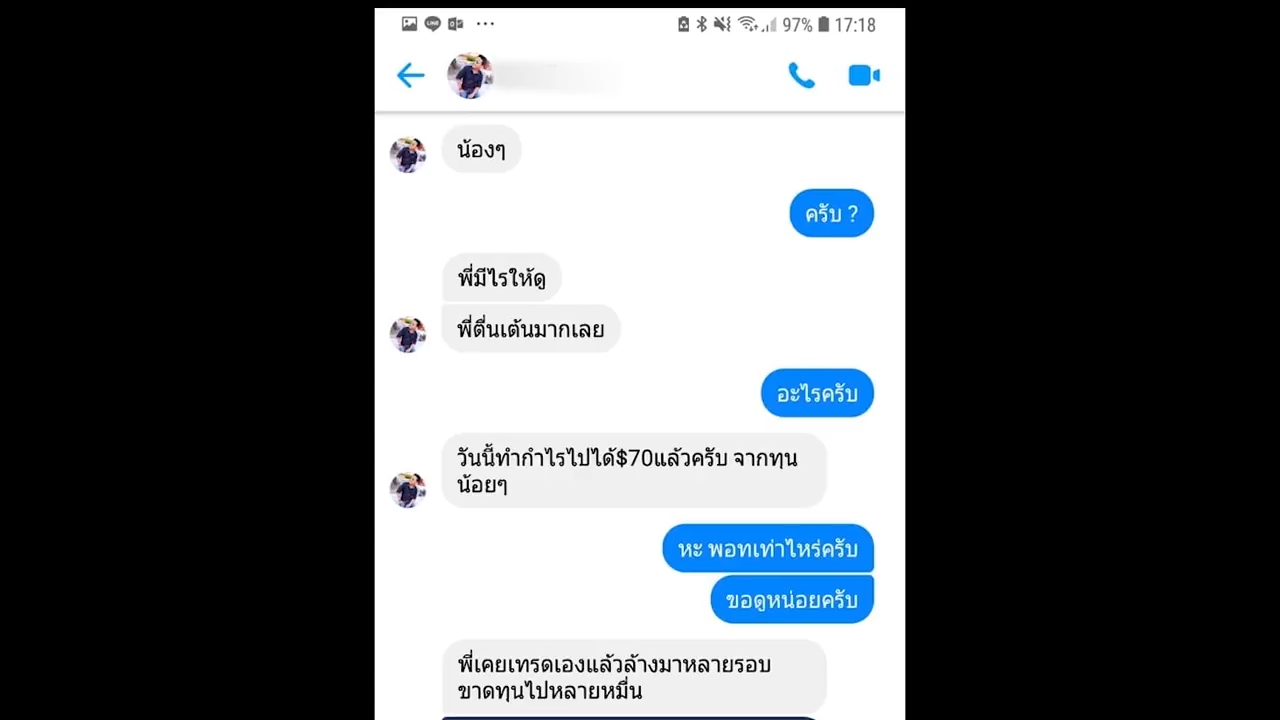 97% 17:18
น้องๆ
ครับ ?
พี่มีไรให้ดู
พี่ตื่นเต้นมากเลย
อะไรครับ
วันนี้ทำกำไรไปได้$70แล้วครับ จากทุน
น้อยๆ
หะ พอทเท่าไหร่ครับ
ขอดูหน่อยครับ
พี่เคยเทรดเองแล้วล้างมาหลายรอบ
ขาดทุนไปหลายหมื่น